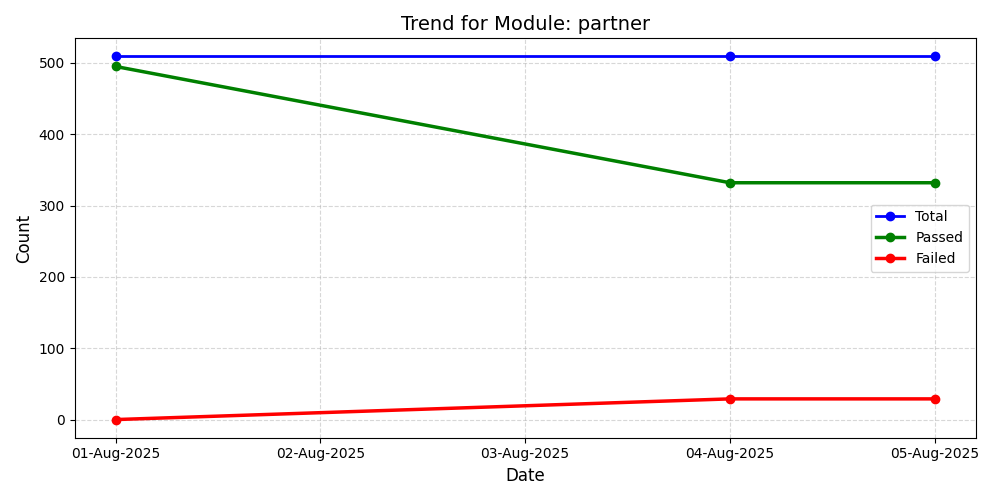 Trend for Module: partner
Count
500
400
300
200
100
0
Total
Passed
Failed
01-Aug-2025
02-Aug-2025
03-Aug-2025
04-Aug-2025
05-Aug-2025
Date